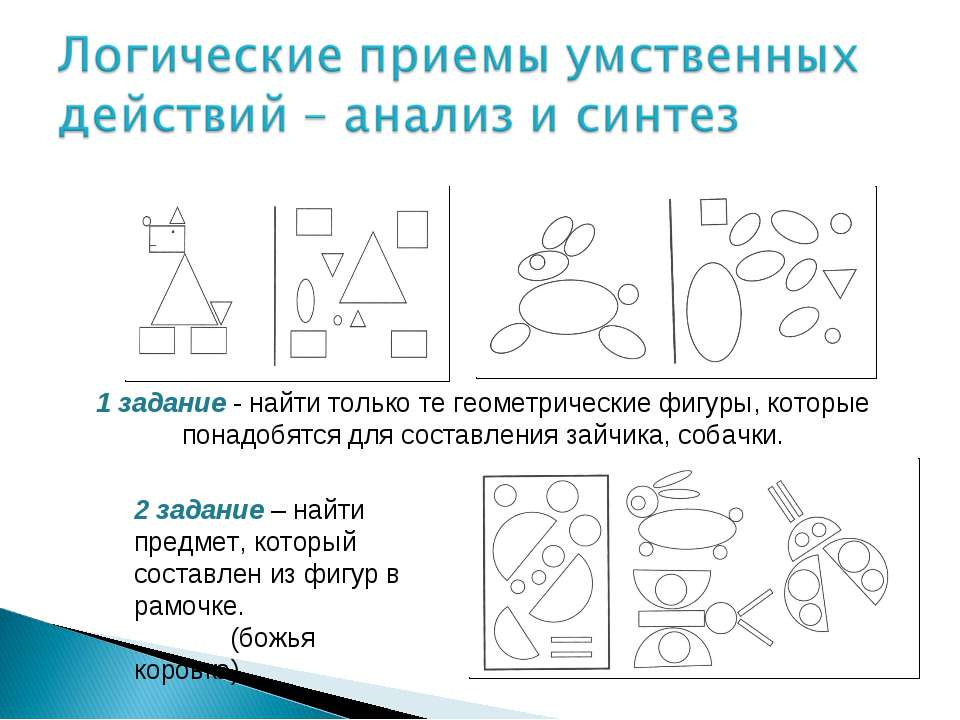 Логические приемы умственных
действий – анализ и синтез
1 задание - найти только те геометрические фигуры, которые
понадобятся для составления зайчика, собачки.
2 задание – найти
предмет, который
составлен из фигур в
рамочке.
(божья
коровка)